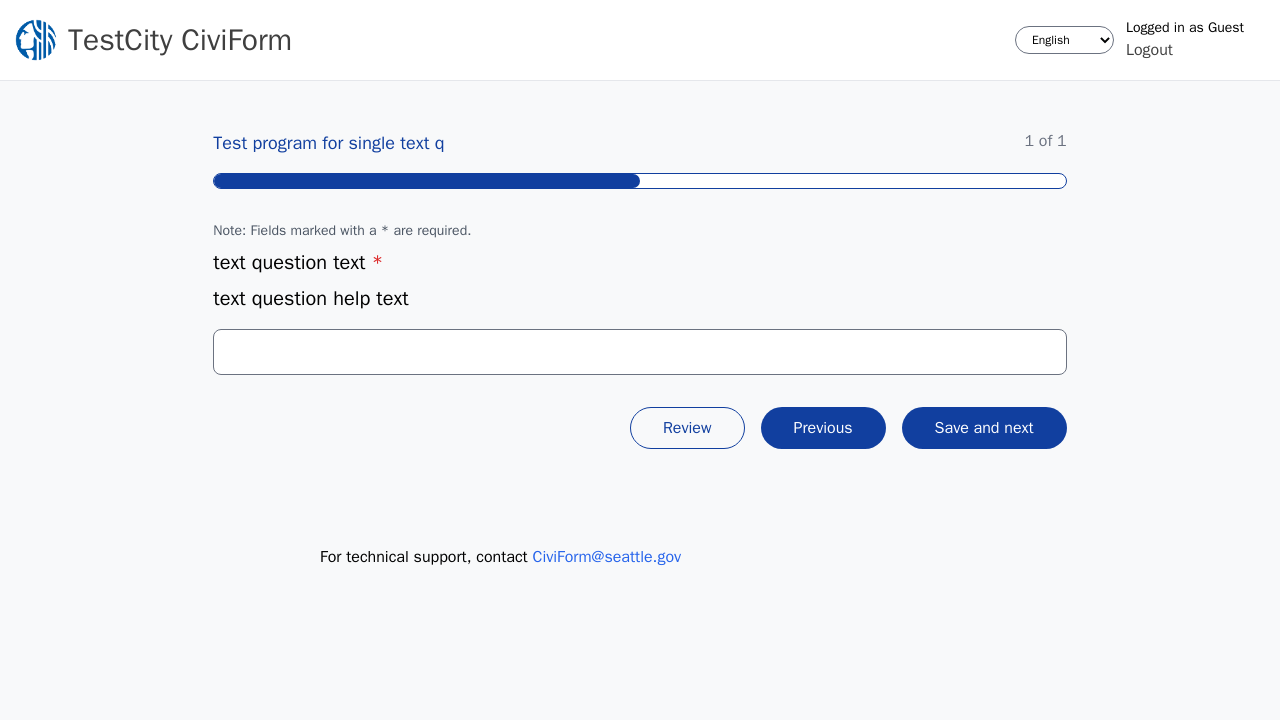 TestCity CiviForm
English
Logged in as Guest
Logout
Test program for single text q
1 of 1
Note: Fields marked with a * are required.
text question text *
text question help text
Review
Previous
Save and next
For technical support, contact CiviForm@seattle.gov